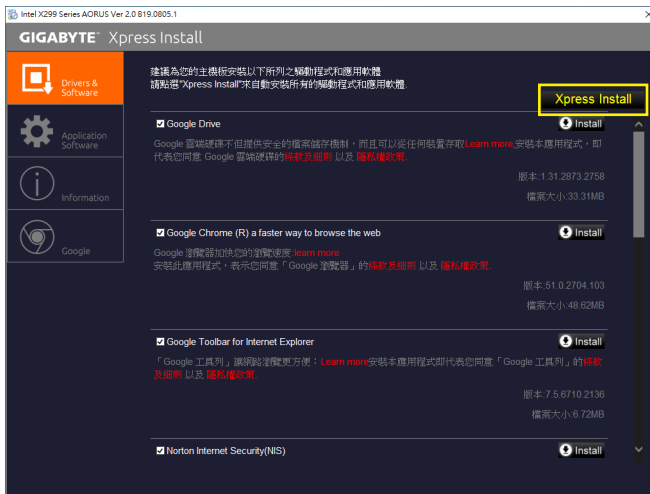 Intel X299 Series AORUS Ver 2.0 B19.0805.1
GIGABYTE™ Xpress Install
Drivers & Software
Application Software
Information
Google
建議為您的主機板安裝以下所列之驅動程式和應用軟體
請點選"Xpress Install"來自動安裝所有的驅動程式和應用軟體.
Xpress Install
Google Drive
Install
Google 雲端硬碟不但提供安全的檔案儲存機制，而且可以從任何裝置存取Learn more,安裝本應用程式，即
代表您同意 Google 雲端硬碟的條款及細則 以及 隱私權政策.
版本:1.31.2873.2758
檔案大小:33.31MB
Google Chrome (R) a faster way to browse the web
Install
Google 瀏覽器加快您的瀏覽速度.learn more
安裝此應用程式，表示您同意「Google 瀏覽器」的條款及細則 以及 隱私權政策.
版本:51.0.2704.103
檔案大小:48.62MB
Google Toolbar for Internet Explorer
Install
「Google 工具列」讓網路瀏覽更方便：Learn more安裝本應用程式即代表您同意「Google 工具列」的條款
及細則 以及 隱私權政策.
版本:7.5.6710.2136
檔案大小:6.72MB
Norton Internet Security(NIS)
Install